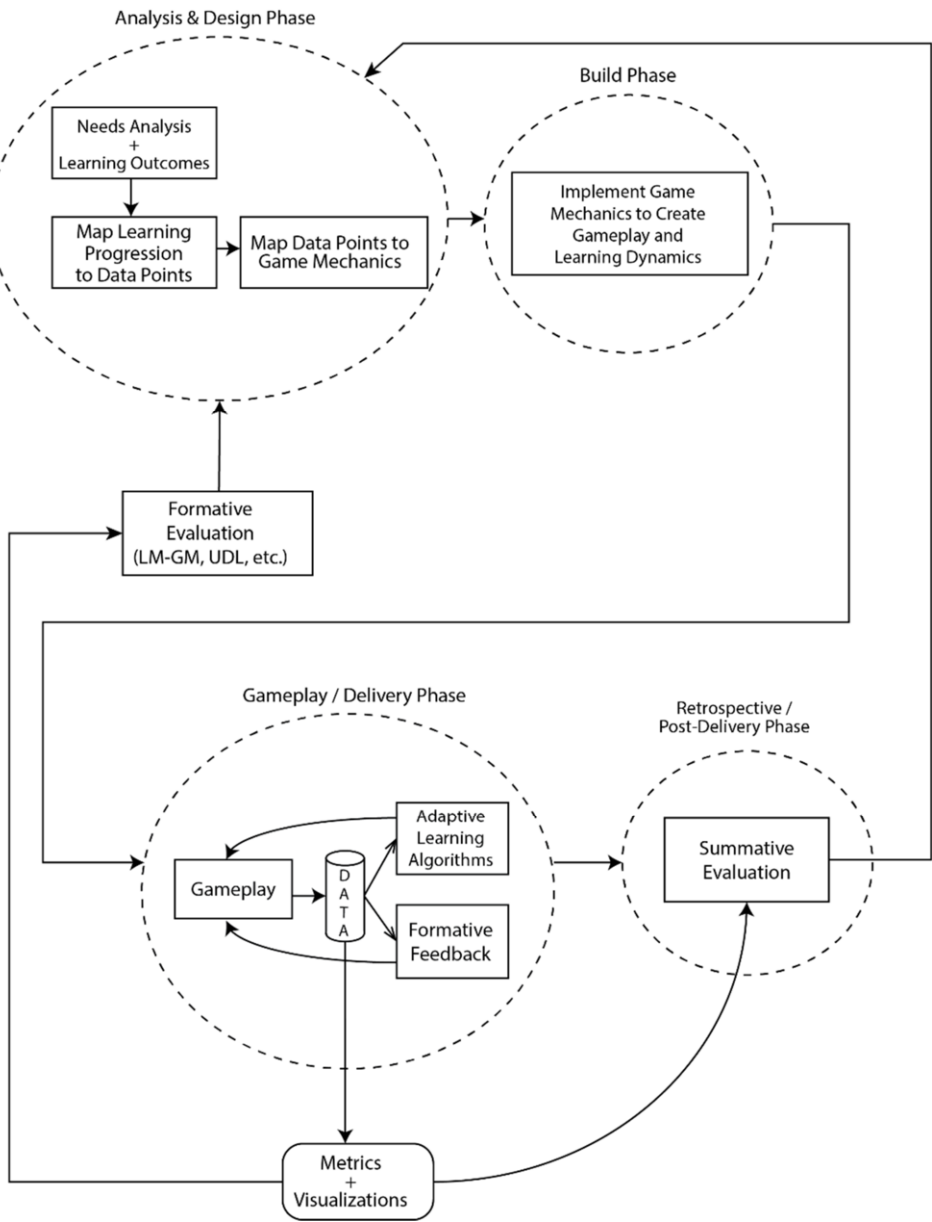 Analysis & Design Phase
Build Phase
Needs Analysis
+
Learning Outcomes
Map Learning
Progression
to Data Points
Map Data Points to
Game Mechanics
Implement Game
Mechanics to Create
Gameplay and
Learning Dynamics
Formative
Evaluation
(LM-GM, UDL, etc.)
Gameplay / Delivery Phase
Retrospective /
Post-Delivery Phase
Gameplay
D
A
T
A
Adaptive
Learning
Algorithms
Formative
Feedback
Summative
Evaluation
Metrics
+
Visualizations